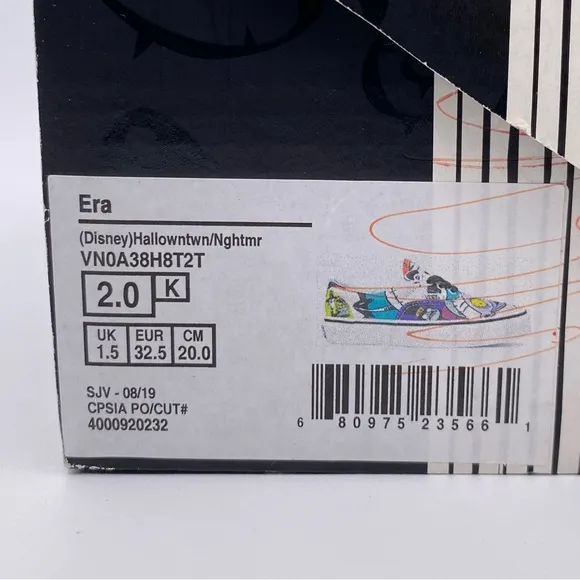 Era
(Disney)Hallowntwn/Nghtmr
VN0A38H8T2T
2.0 K
UK EUR CM
1.5 32.5 20.0
SJV - 08/19
CPSIA PO/CUT#
4000920232
6 80975 23566 1